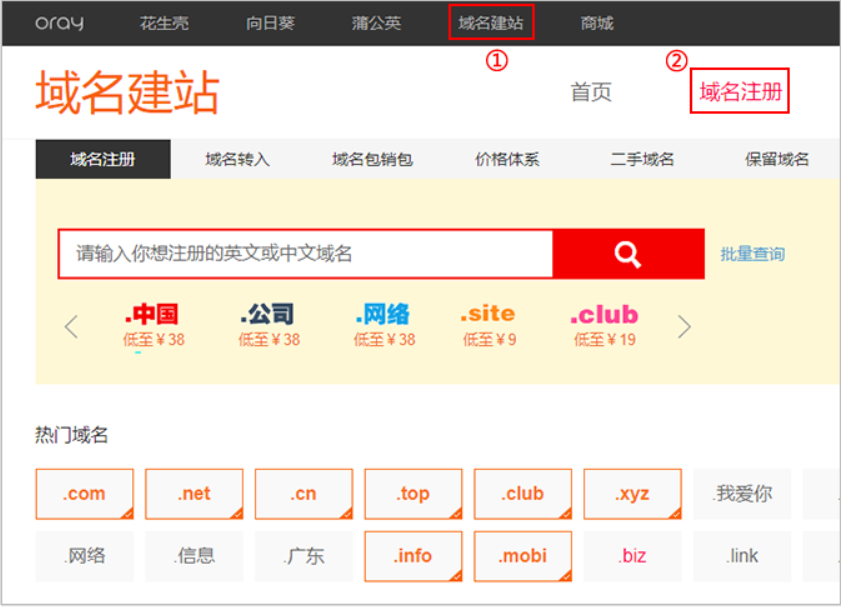 oray 花生壳 向日葵 蒲公英 域名建站 商城
① ②
域名建站 首页 域名注册
域名注册 域名转入 域名包销包 价格体系 二手域名 保留域名
请输入你想注册的英文或中文域名 批量查询
.中国 .公司 .网络 .site .club
低至￥38 低至￥38 低至￥38 低至￥9 低至￥19
热门域名
.com .net .cn .top .club .xyz .我爱你
.网络 .信息 .广东 .info .mobi .biz .link